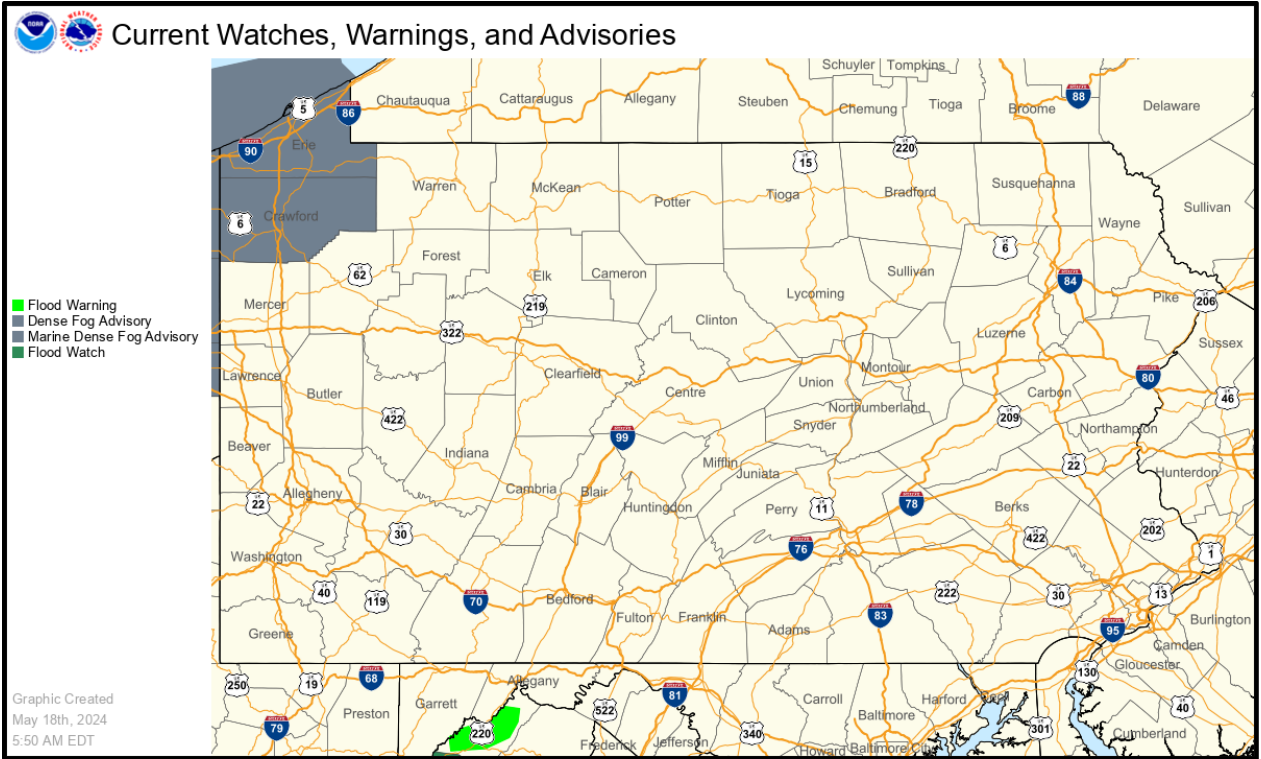 NOAA
Current Watches, Warnings, and Advisories
Schuyler Tompkins
Chautauqua Cattaraugus Allegany Steuben Chemung Tioga Broome 88 Delaware
5 86
90 Erie 15 220
Warren McKean Potter Tioga Bradford Susquehanna
6 Crawford Wayne Sullivan
Forest 6
62 Elk Cameron Sullivan 84
Mercer 219 Lycoming Pike 206
Flood Warning
Dense Fog Advisory
Marine Dense Fog Advisory
Flood Watch
322 Clinton Luzerne Sussex
Lawrence Clearfield Montour 80
Butler Centre Union Carbon 46
422 Northumberland 209
99 Snyder Northampton
Beaver Indiana Mifflin 22
Juniata Hunterdon
22 Allegheny Cambria Blair Huntingdon Perry 11 78 Berks
30 76 422 202
Washington 1
40 119 70 Bedford 222 30 13
Fulton Franklin 83 Burlington
Greene Adams 95
Camden
Gloucester
250 19 68 Allegany 81 130
Garrett 522 Carroll Harford Cecil 40
Preston Baltimore
79 220 340 301 Cumberland
Frederick Jefferson Howard Baltimore City
Graphic Created
May 18th, 2024
5:50 AM EDT